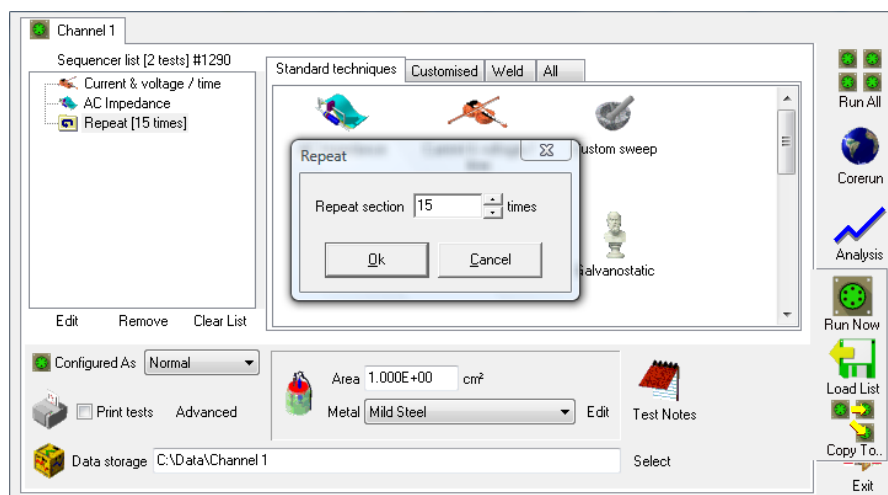 Channel 1
Sequencer list [2 tests] #1290
Current & voltage / time
AC Impedance
Repeat [15 times]
Edit Remove Clear List
Standard techniques Customised Weld All
ustom sweep
alvanostatic
Repeat
Repeat section 15 times
Ok Cancel
Run All
Corerun
Analysis
Run Now
Load List
Copy To..
Exit
Configured As Normal
Print tests Advanced
Area 1.000E+00 cm²
Metal Mild Steel Edit
Test Notes
Data storage C:\Data\Channel 1 Select